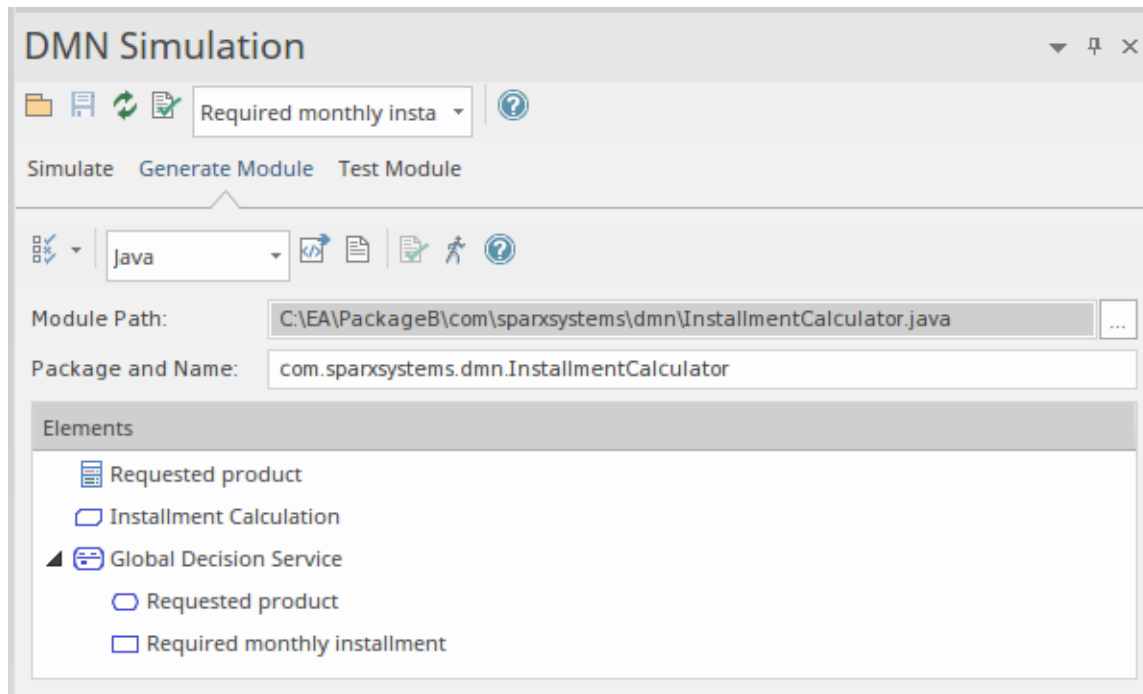 DMN Simulation
Required monthly insta
Simulate Generate Module Test Module
Java
Module Path: C:\EA\PackageB\com\sparxsystems\dmn\InstallmentCalculator.java ...
Package and Name: com.sparxsystems.dmn.InstallmentCalculator
Elements
Requested product
Installment Calculation
Global Decision Service
Requested product
Required monthly installment